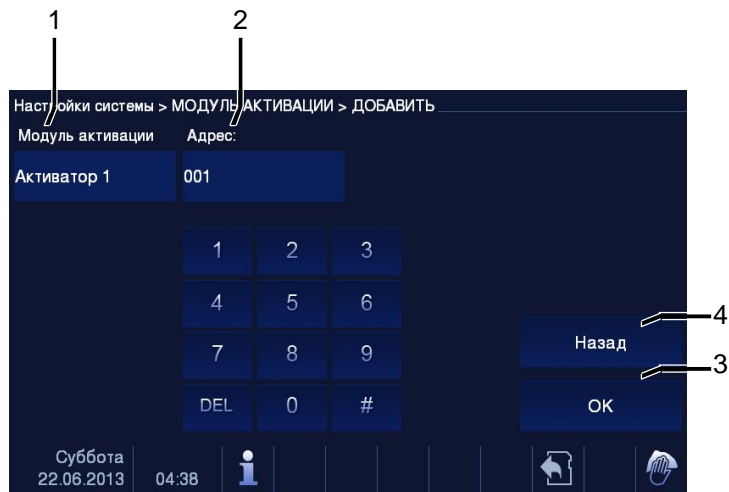 1 2
Настройки системы > МОДУЛЬ АКТИВАЦИИ > ДОБАВИТЬ
Модуль активации Адрес:
Активатор 1 001
1 2 3
4 5 6
4
Назад
7 8 9
3
DEL 0 #
OK
Суббота
22.06.2013 04:38